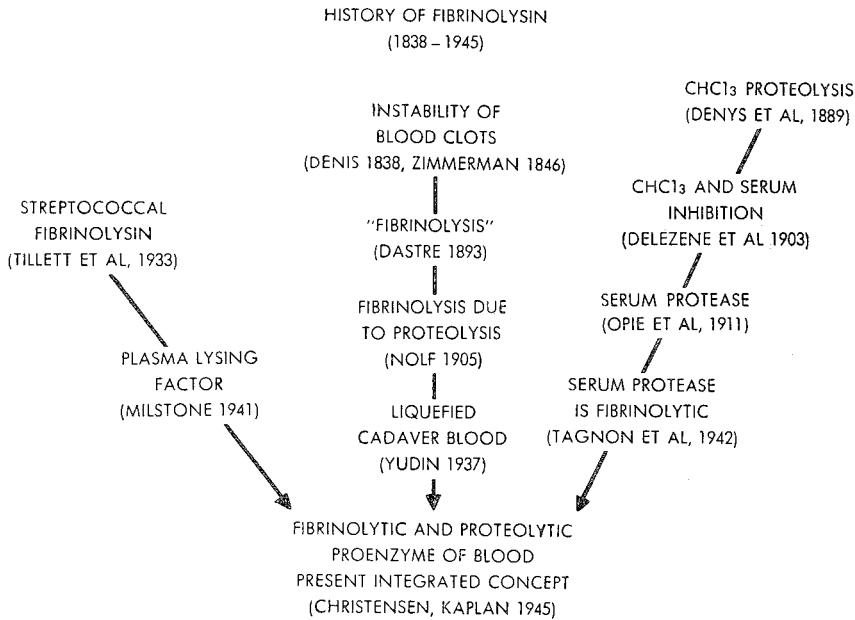 HISTORY OF FIBRINOLYSIN
(1838 – 1945)
INSTABILITY OF
BLOOD CLOTS
(DENIS 1838, ZIMMERMAN 1846)
"FIBRINOLYSIS"
(DASTRE 1893)
FIBRINOLYSIS DUE
TO PROTEOLYSIS
(NOLF 1905)
LIQUEFIED
CADAVER BLOOD
(YUDIN 1937)
STREPTOCOCCAL
FIBRINOLYSIN
(TILLETT ET AL, 1933)
PLASMA LYSING
FACTOR
(MILSTONE 1941)
CHCl3 PROTEOLYSIS
(DENYS ET AL, 1889)
CHCl3 AND SERUM
INHIBITION
(DELEZENE ET AL 1903)
SERUM PROTEASE
(OPIE ET AL, 1911)
SERUM PROTEASE
IS FIBRINOLYTIC
(TAGNON ET AL, 1942)
FIBRINOLYTIC AND PROTEOLYTIC
PROENZYME OF BLOOD
PRESENT INTEGRATED CONCEPT
(CHRISTENSEN, KAPLAN 1945)